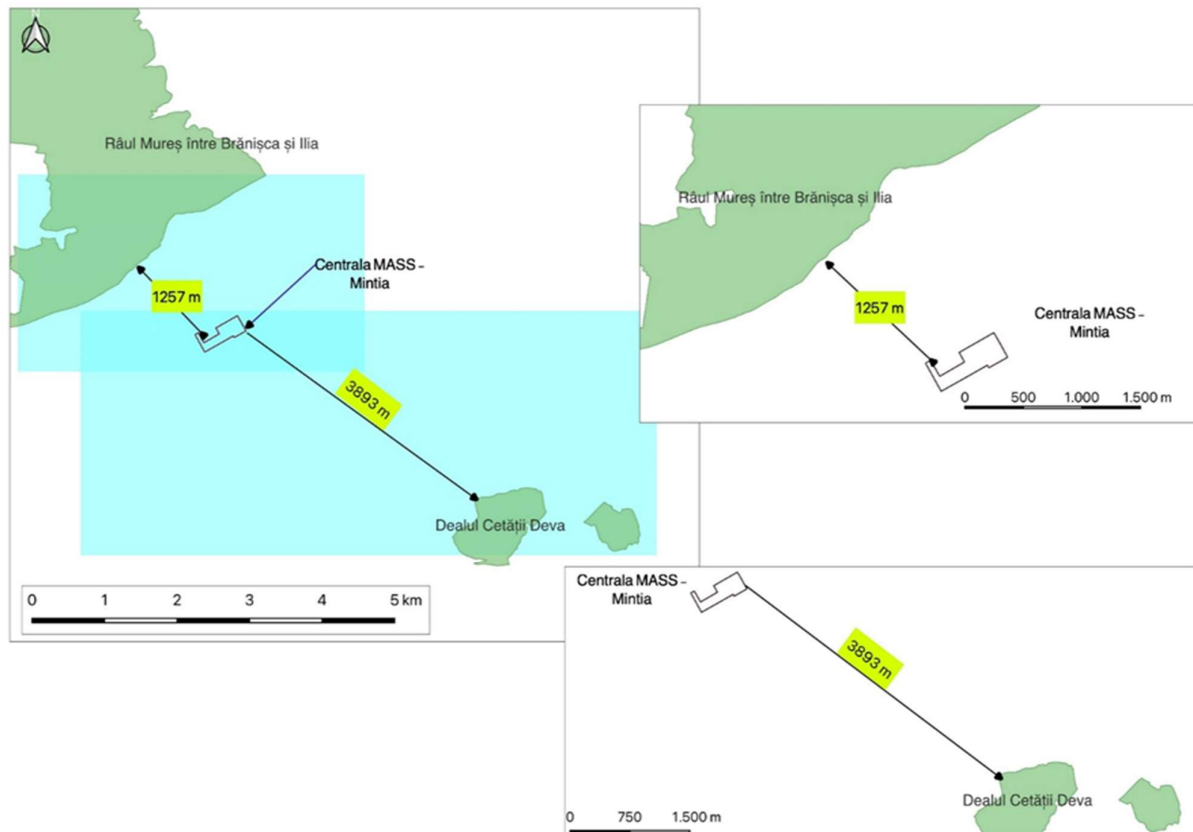 N
Râul Mureș între Brănișca și Ilia
Centrala MASS -
Mintia
1257 m
3893 m
Dealul Cetății Deva
0 1 2 3 4 5 km
Râul Mureș între Brănișca și Ilia
1257 m
Centrala MASS -
Mintia
0 500 1.000 1.500 m
Centrala MASS -
Mintia
3893 m
Dealul Cetății Deva
0 750 1.500 m